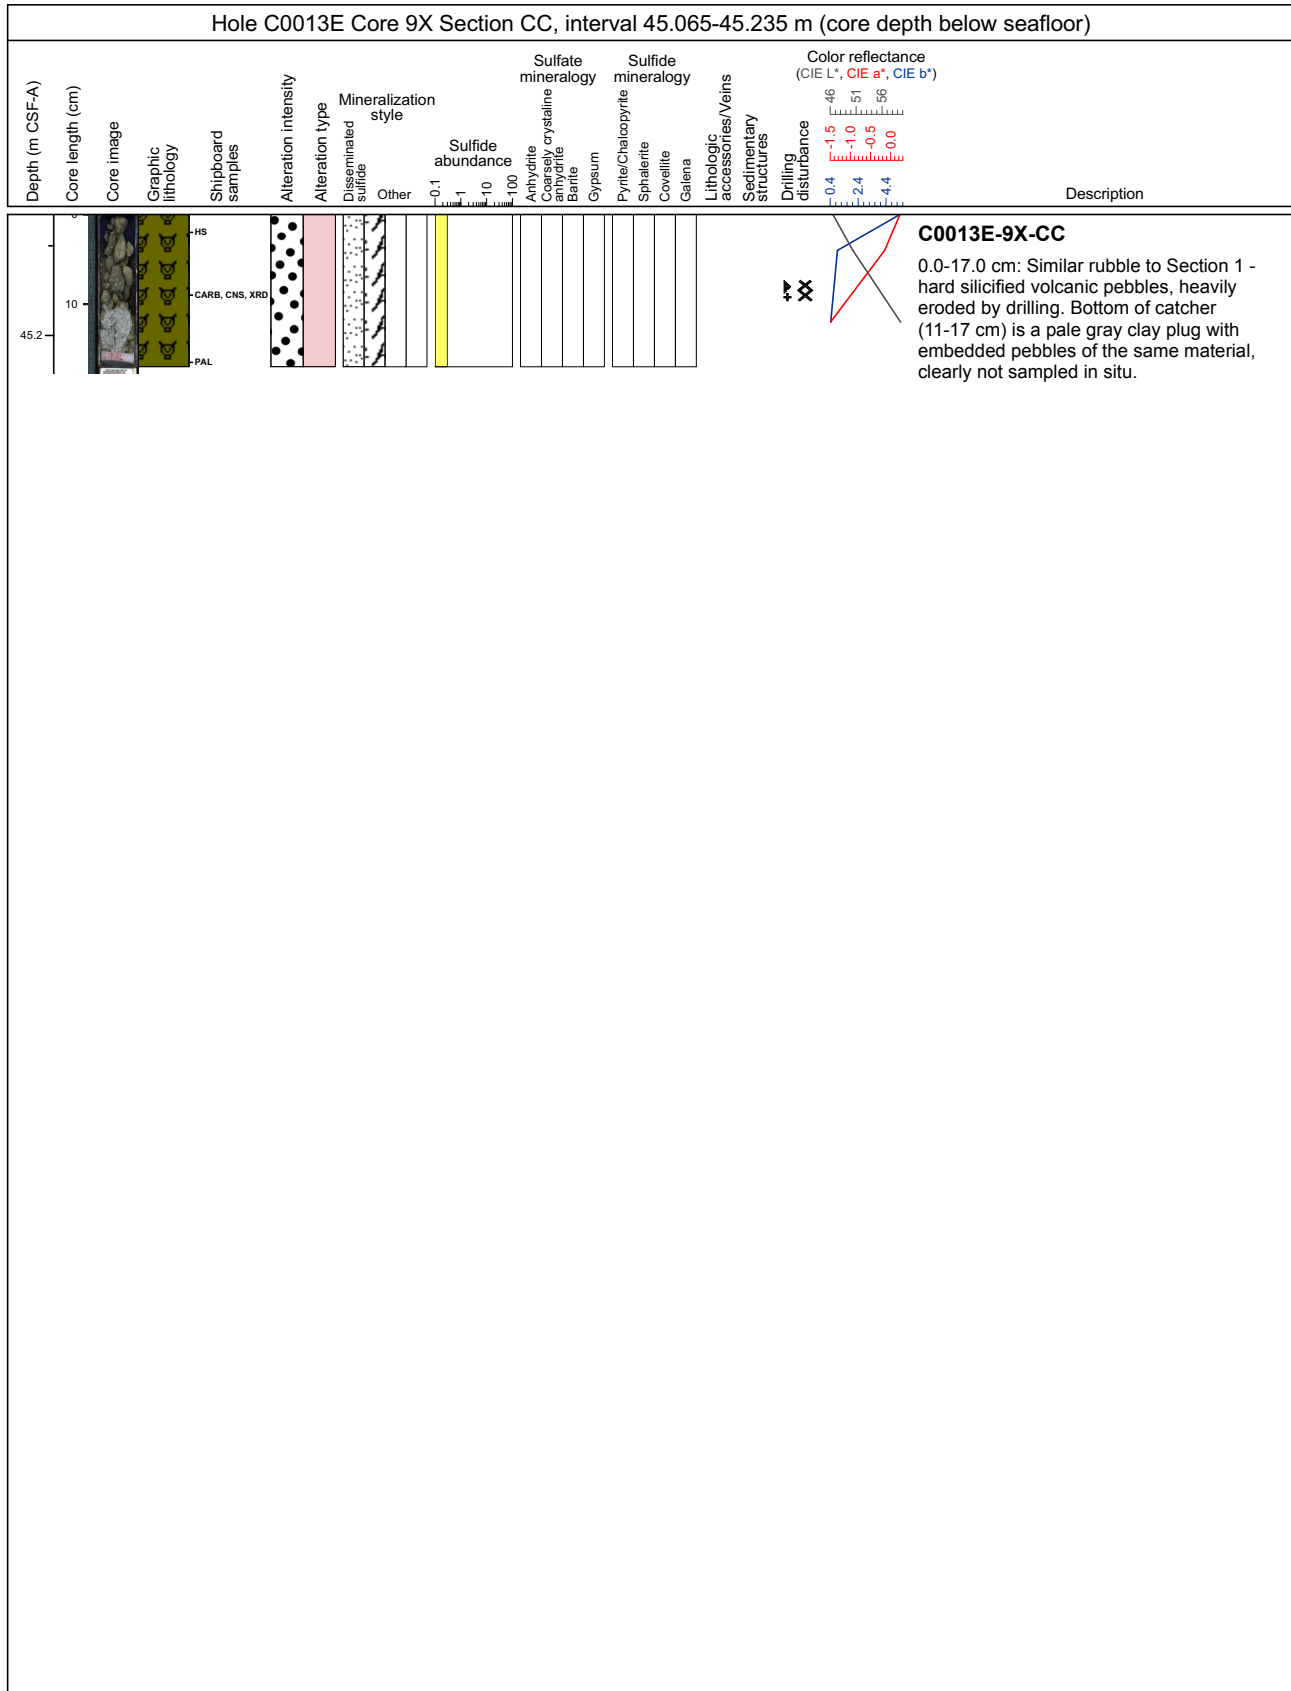 Hole C0013E Core 9X Section CC, interval 45.065-45.235 m (core depth below seafloor)
Depth (m CSF-A)
Core length (cm)
Core image
Graphic
lithology
Shipboard
samples
Alteration intensity
Alteration type
Mineralization
style
Disseminated
sulfide
Other
Sulfide
abundance
0.1
1
10
100
Sulfate
mineralogy
Anhydrite
Coarsely crystaline
anhydrite
Barite
Gypsum
Sulfide
mineralogy
Pyrite/Chalcopyrite
Sphalerite
Covellite
Galena
Lithologic
accessories/Veins
Sedimentary
structures
Drilling
disturbance
Color reflectance
(CIE L*, CIE a*, CIE b*)
46
51
56
-1.5
-1.0
-0.5
0.0
0.4
2.4
4.4
Description
0
10
45.2
HS
CARB, CNS, XRD
PAL
PAL
C0013E-9X-CC
0.0-17.0 cm: Similar rubble to Section 1 -
hard silicified volcanic pebbles, heavily
eroded by drilling. Bottom of catcher
(11-17 cm) is a pale gray clay plug with
embedded pebbles of the same material,
clearly not sampled in situ.